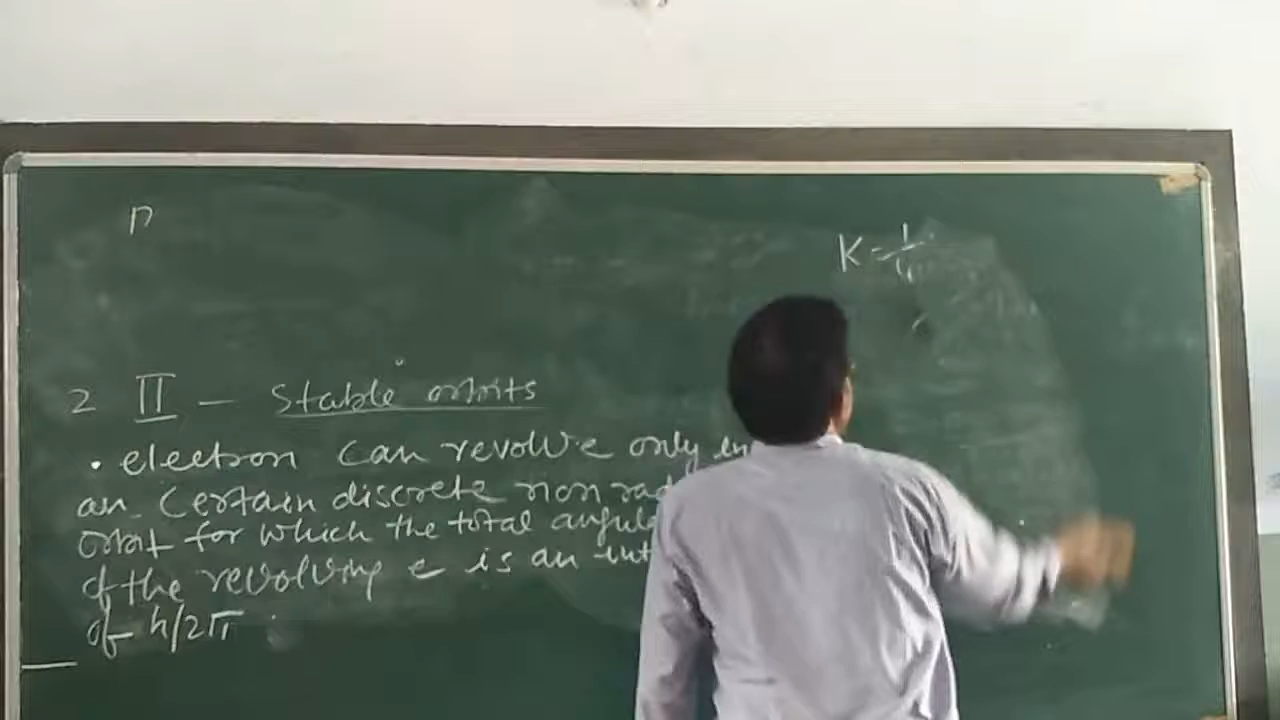 n
K = 1
2 II - Stable orbits
• electron can revolve only in
an certain discrete non rad
orbit for which the total angula
of the revolving e is an int
of h/2π